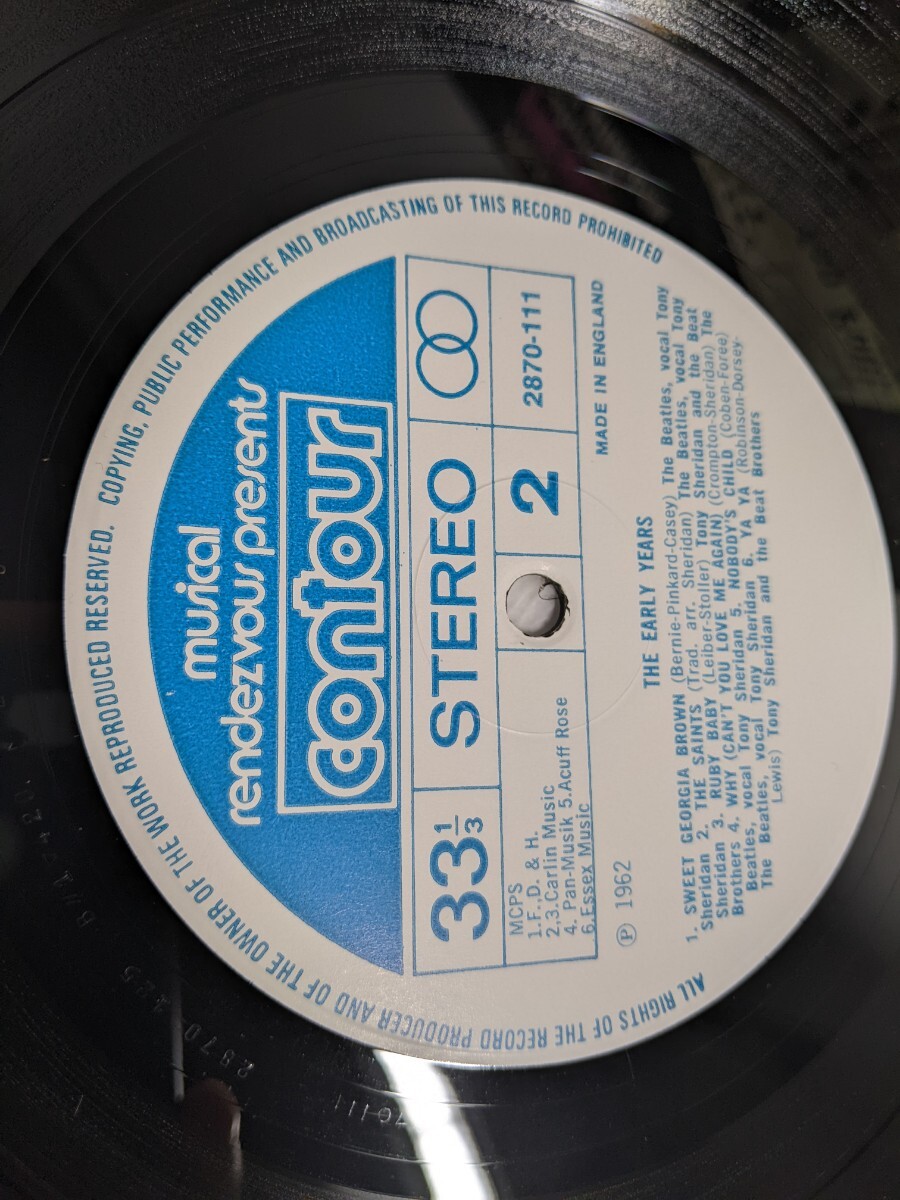 ALL RIGHTS OF THE RECORD PRODUCER AND OF THE OWNER OF THE WORK REPRODUCED RESERVED. COPYING, PUBLIC PERFORMANCE AND BROADCASTING OF THIS RECORD PROHIBITED
musical
rendezvous presents
contour
33⅓ STEREO
MCPS
1.F.,D. & H.
2,3.Carlin Music
4. Pan-Musik 5.Acuff Rose
6.Essex Music
2
2870-111
℗ 1962
MADE IN ENGLAND
THE EARLY YEARS
1. SWEET GEORGIA BROWN (Bernie-Pinkard-Casey) The Beatles, vocal Tony
Sheridan 2. THE SAINTS (Trad. arr. Sheridan) The Beatles, vocal Tony
Sheridan 3. RUBY BABY (Leiber-Stoller) Tony Sheridan and the Beat
Brothers 4. WHY (CAN'T YOU LOVE ME AGAIN) (Crompton-Sheridan) The
Beatles, vocal Tony Sheridan 5. NOBODY'S CHILD (Coben-Foree)
The Beatles, vocal Tony Sheridan 6. YA YA (Robinson-Dorsey-
Lewis) Tony Sheridan and the Beat Brothers